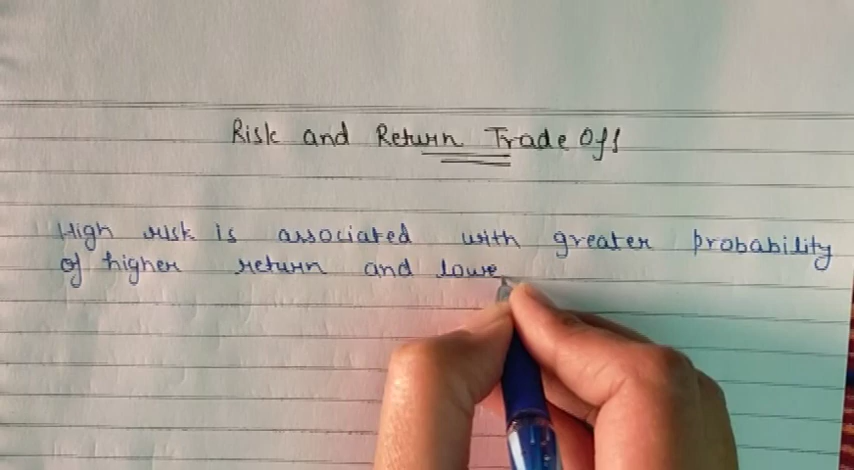 Risk and Return Trade Off
High risk is associated with greater probability
of higher return and lowe